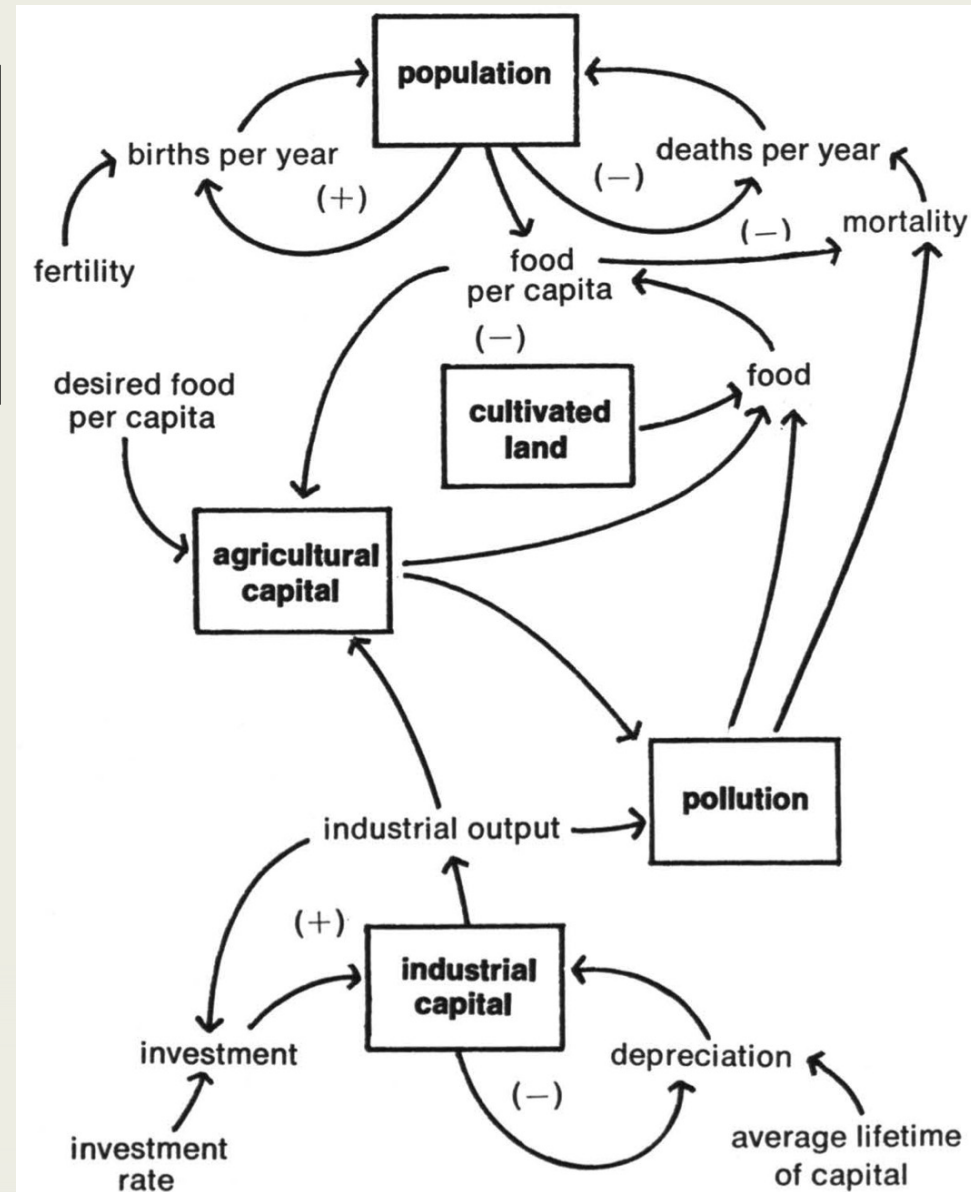 population
births per year
deaths per year
(+)
(−)
mortality
(−)
fertility
food
per capita
(−)
desired food
per capita
food
cultivated
land
agricultural
capital
pollution
industrial output
(+)
industrial
capital
investment
depreciation
(−)
investment
rate
average lifetime
of capital